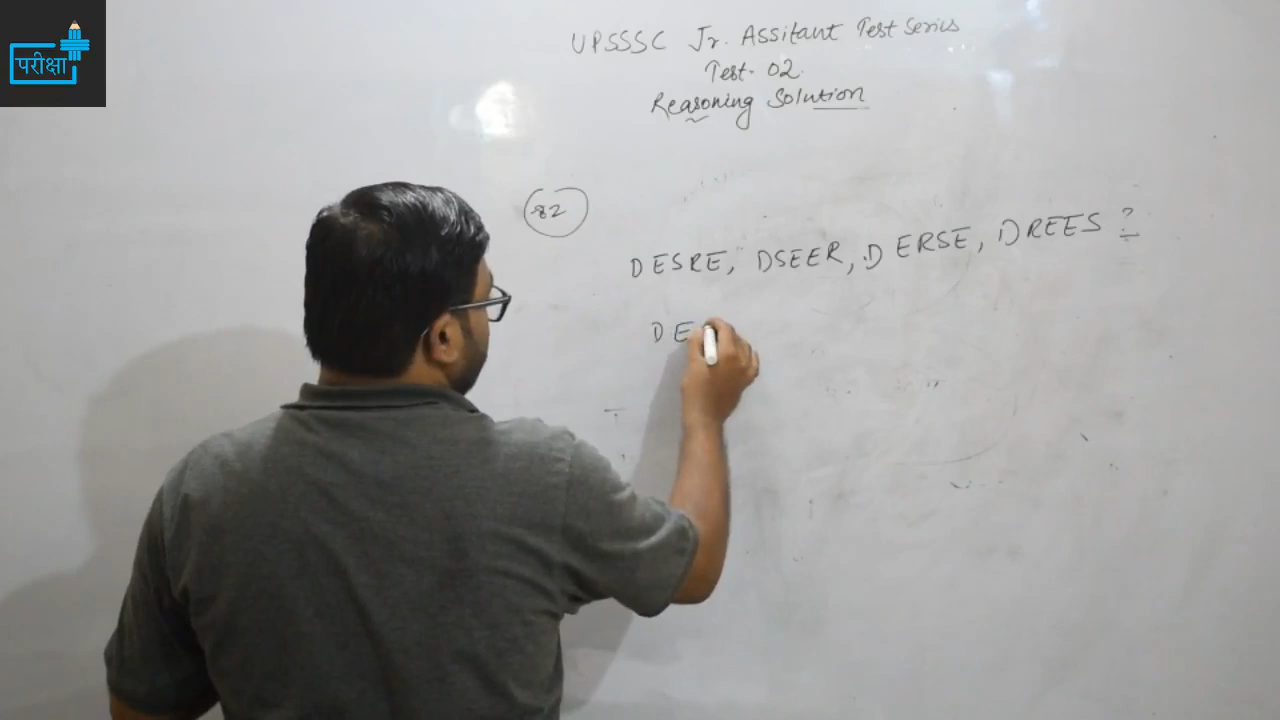 परीक्षा
UPSSSC Jr. Assitant Test Series
Test- 02.
Reasoning Solution
82
DESRE, DSEER, DERSE, DREES ?
DE